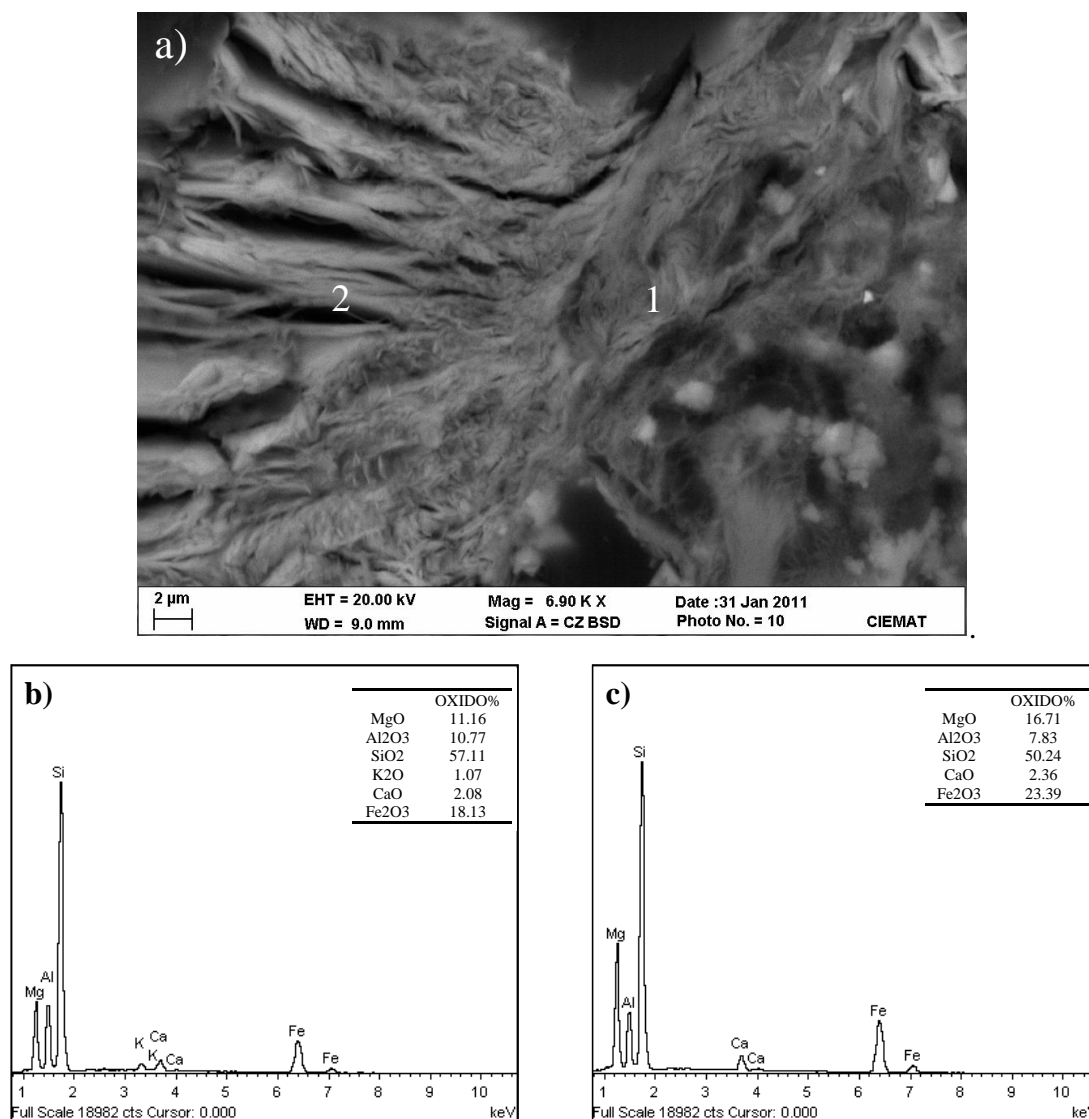 a)
2
1
2 µm EHT = 20.00 kV Mag = 6.90 K X Date :31 Jan 2011
WD = 9.0 mm Signal A = CZ BSD Photo No. = 10 CIEMAT
.
b)
OXIDO%
MgO 11.16
Al2O3 10.77
SiO2 57.11
K2O 1.07
CaO 2.08
Fe2O3 18.13
Si
Mg
Al
K
K
Ca
Ca
Fe
Fe
1 2 3 4 5 6 7 8 9 10
Full Scale 18982 cts Cursor: 0.000 keV
c)
OXIDO%
MgO 16.71
Al2O3 7.83
SiO2 50.24
CaO 2.36
Fe2O3 23.39
Mg
Al
Si
Ca
Ca
Fe
Fe
1 2 3 4 5 6 7 8 9 10
Full Scale 18982 cts Cursor: 0.000